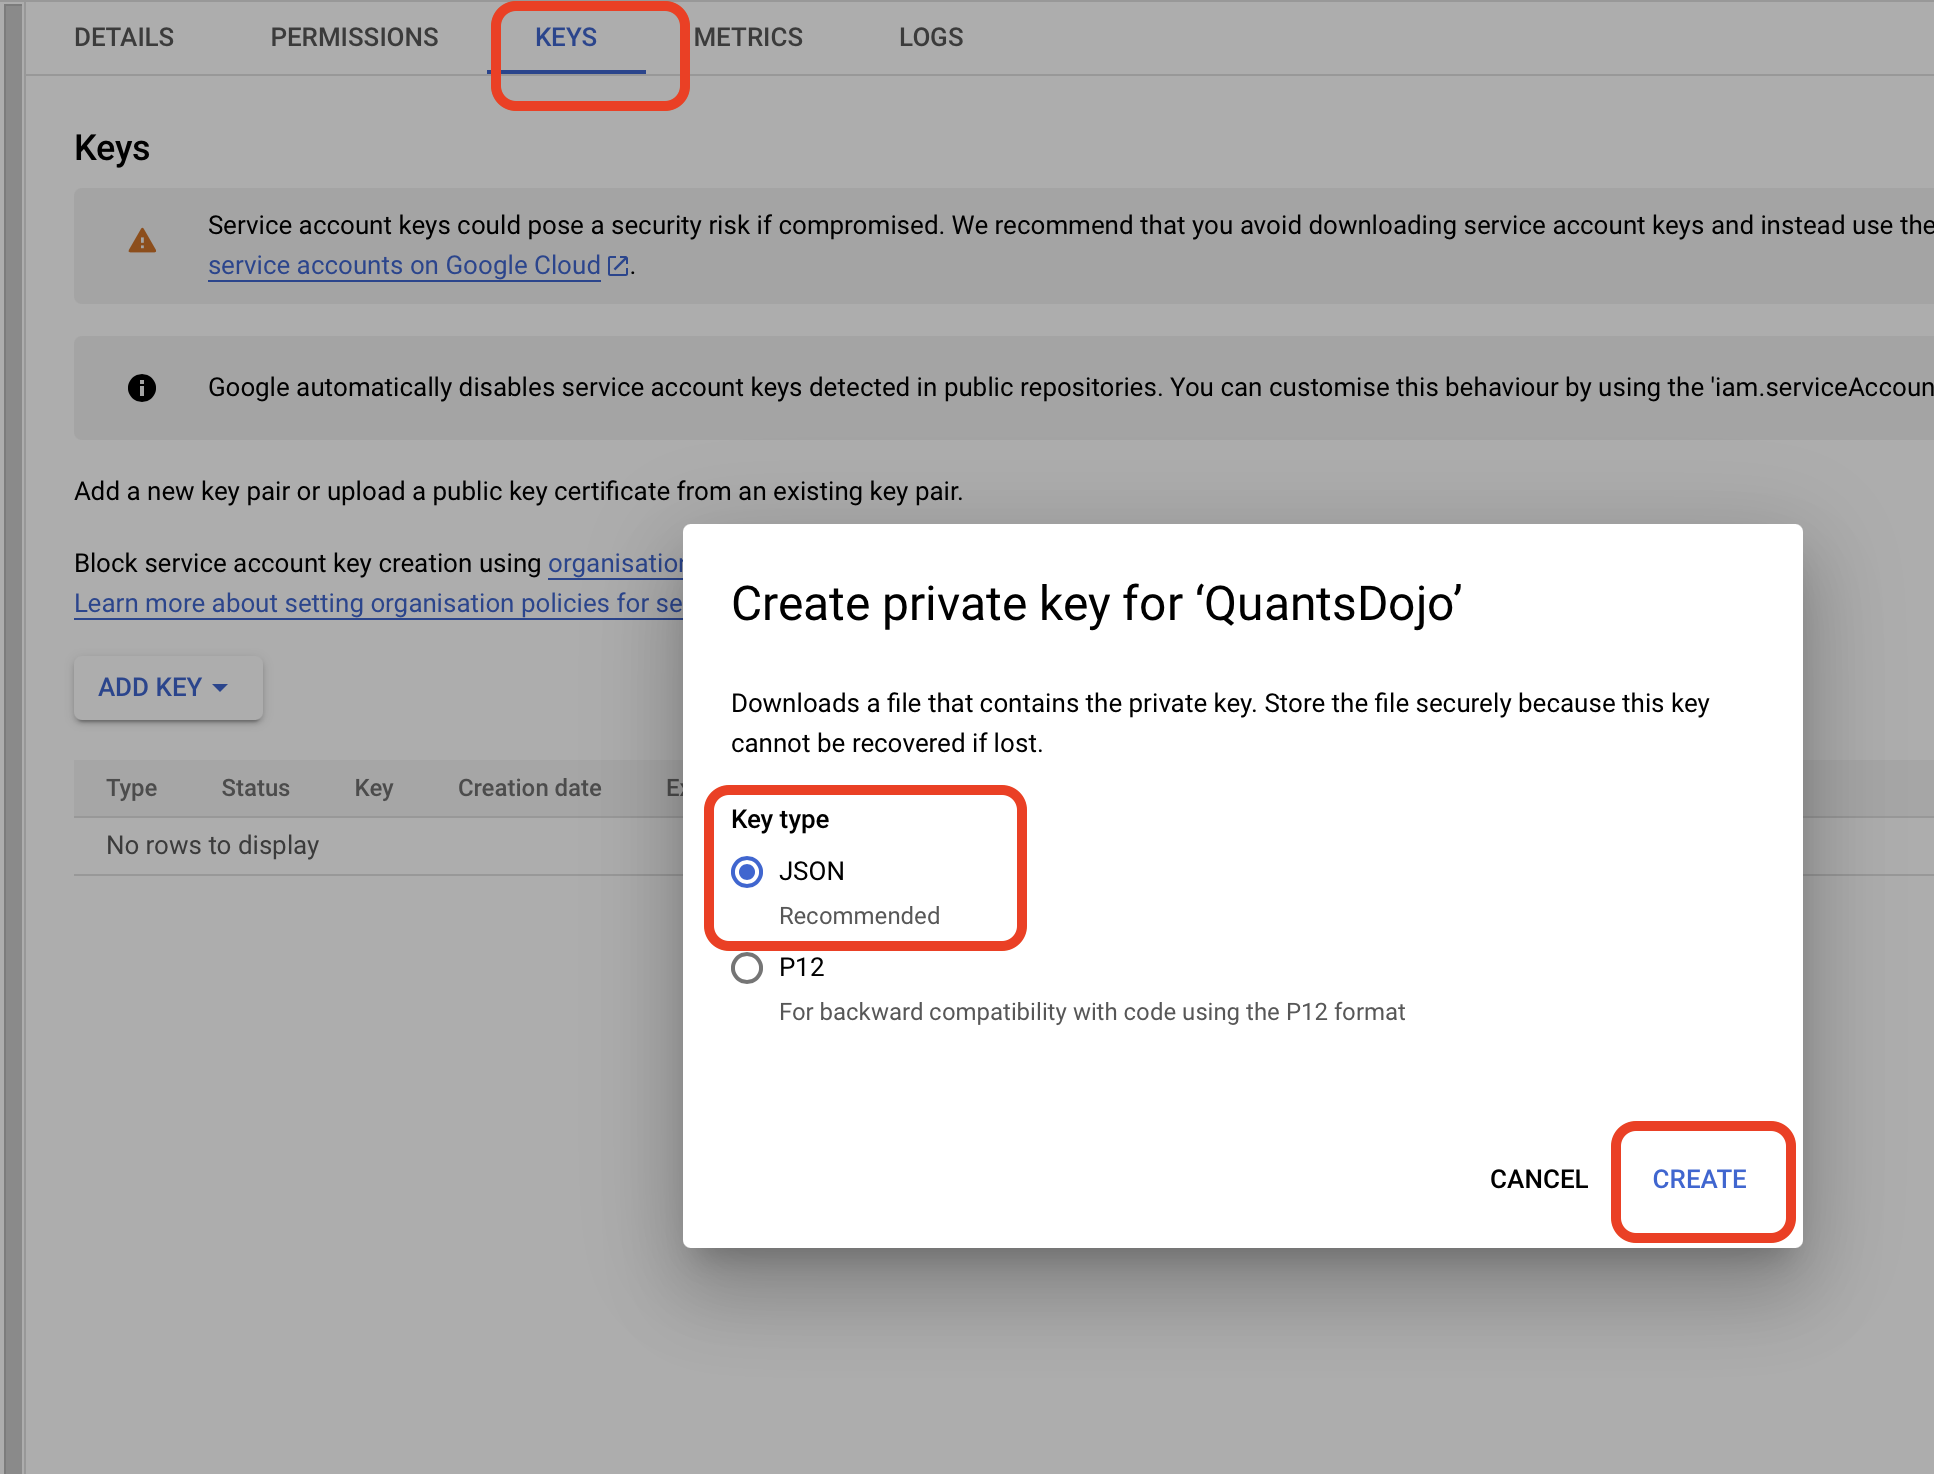 DETAILS PERMISSIONS KEYS METRICS LOGS
Keys
Service account keys could pose a security risk if compromised. We recommend that you avoid downloading service account keys and instead use the
service accounts on Google Cloud.
Google automatically disables service account keys detected in public repositories. You can customise this behaviour by using the 'iam.serviceAccoun
Add a new key pair or upload a public key certificate from an existing key pair.
Block service account key creation using organisation
Learn more about setting organisation policies for se
ADD KEY
Type Status Key Creation date Ex
No rows to display
Create private key for ‘QuantsDojo’
Downloads a file that contains the private key. Store the file securely because this key
cannot be recovered if lost.
Key type
JSON
Recommended
P12
For backward compatibility with code using the P12 format
CANCEL CREATE